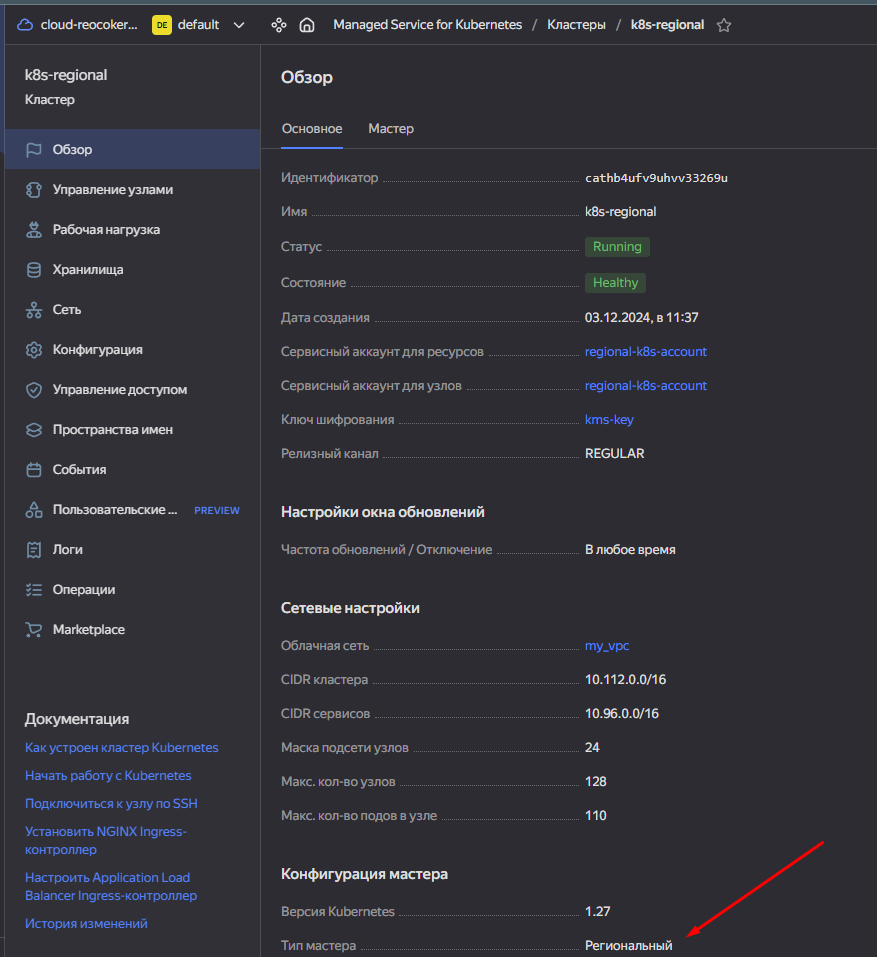 cloud-reocoker... DE default Managed Service for Kubernetes / Кластеры / k8s-regional
k8s-regional
Кластер
Обзор
Управление узлами
Рабочая нагрузка
Хранилища
Сеть
Конфигурация
Управление доступом
Пространства имен
События
Пользовательские ... PREVIEW
Логи
Операции
Marketplace
Документация
Как устроен кластер Kubernetes
Начать работу с Kubernetes
Подключиться к узлу по SSH
Установить NGINX Ingress-
контроллер
Настроить Application Load
Balancer Ingress-контроллер
История изменений
Обзор
Основное Мастер
Идентификатор cathb4ufv9uhvv33269u
Имя k8s-regional
Статус Running
Состояние Healthy
Дата создания 03.12.2024, в 11:37
Сервисный аккаунт для ресурсов regional-k8s-account
Сервисный аккаунт для узлов regional-k8s-account
Ключ шифрования kms-key
Релизный канал REGULAR
Настройки окна обновлений
Частота обновлений / Отключение В любое время
Сетевые настройки
Облачная сеть my_vpc
CIDR кластера 10.112.0.0/16
CIDR сервисов 10.96.0.0/16
Маска подсети узлов 24
Макс. кол-во узлов 128
Макс. кол-во подов в узле 110
Конфигурация мастера
Версия Kubernetes 1.27
Тип мастера Региональный